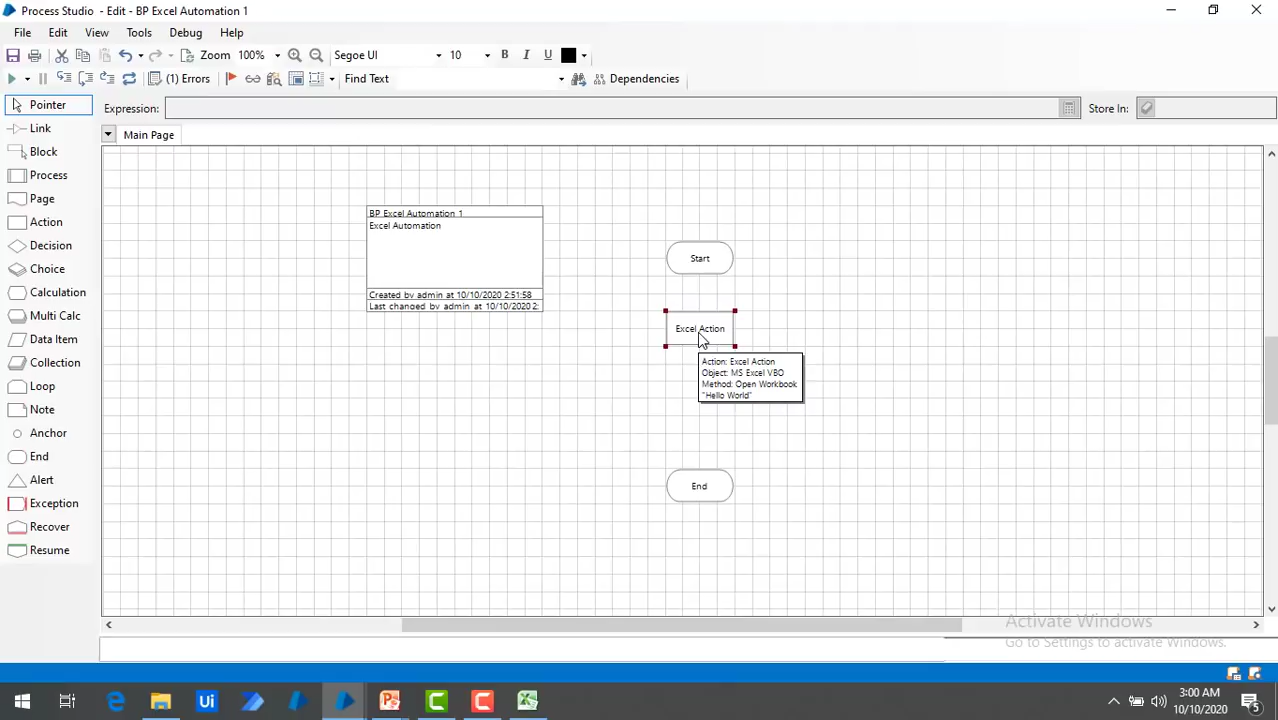 Process Studio - Edit - BP Excel Automation 1
File Edit View Tools Debug Help
Zoom 100% Segoe UI 10 B I U
(1) Errors Find Text Dependencies
Pointer
Expression: Store In:
Link
Main Page
Block
Process
Page
Action
Decision
Choice
Calculation
Multi Calc
Data Item
Collection
Loop
Note
Anchor
End
Alert
Exception
Recover
Resume
BP Excel Automation 1
Excel Automation
Created by admin at 10/10/2020 2:51:58
Last changed by admin at 10/10/2020 2:
Start
Excel Action
Action: Excel Action
Object: MS Excel VBO
Method: Open Workbook
"Hello World"
End
Activate Windows
Go to Settings to activate Windows.
Ui
3:00 AM
10/10/2020
5